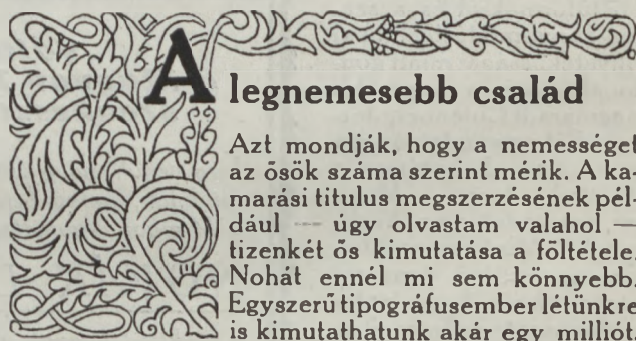 A legnemesebb család
Azt mondják, hogy a nemességet
az ősök száma szerint mérik. A ka-
marási titulus megszerzésének pél-
dául — úgy olvastam valahol —
tizenkét ős kimutatása a föltétele.
Nohát ennél mi sem könnyebb.
Egyszerű tipográfusember létünkre
is kimutathatunk akár egy milliót.